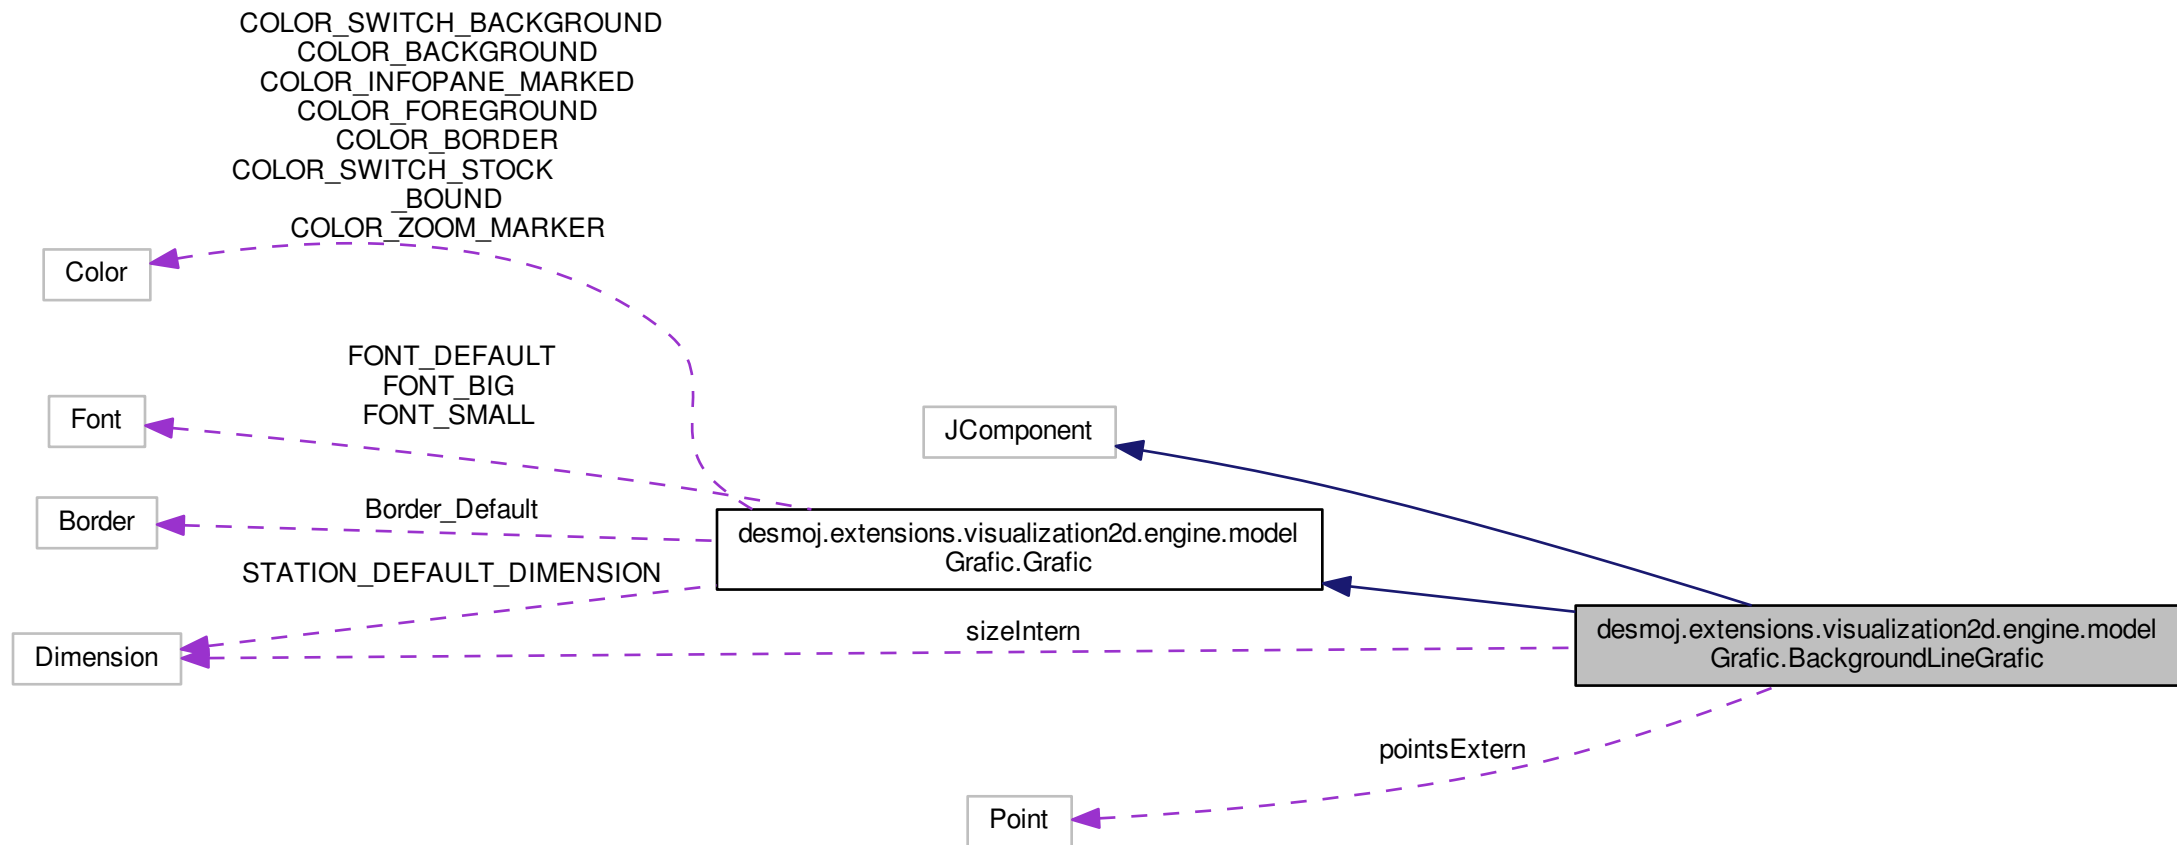 COLOR_SWITCH_BACKGROUND
COLOR_BACKGROUND
COLOR_INFOPANE_MARKED
COLOR_FOREGROUND
COLOR_BORDER
COLOR_SWITCH_STOCK
_BOUND
COLOR_ZOOM_MARKER
Color
FONT_DEFAULT
FONT_BIG
FONT_SMALL
Font
JComponent
Border_Default
Border
desmoj.extensions.visualization2d.engine.model
Grafic.Grafic
STATION_DEFAULT_DIMENSION
sizeIntern
Dimension
desmoj.extensions.visualization2d.engine.model
Grafic.BackgroundLineGrafic
pointsExtern
Point